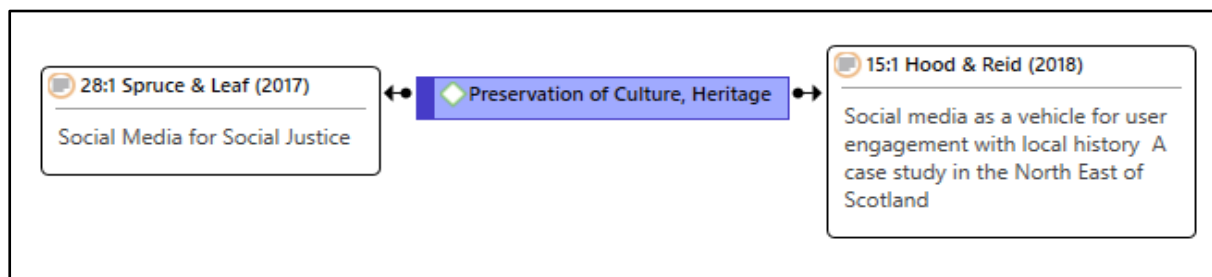 28:1 Spruce & Leaf (2017)
Social Media for Social Justice
Preservation of Culture, Heritage
15:1 Hood & Reid (2018)
Social media as a vehicle for user
engagement with local history  A
case study in the North East of
Scotland